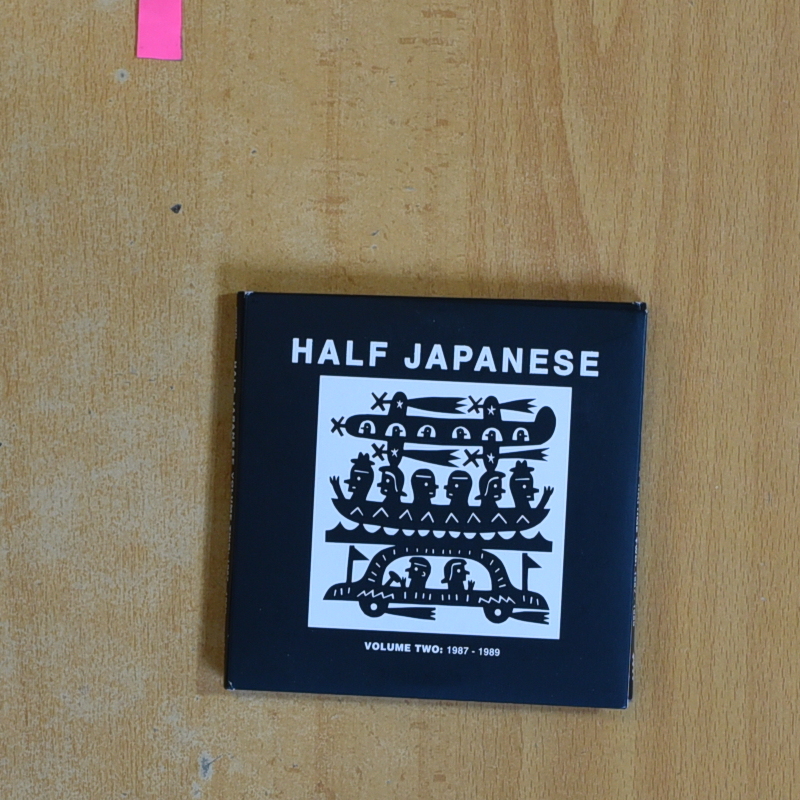 HALF JAPANESE
VOLUME TWO: 1987 - 1989